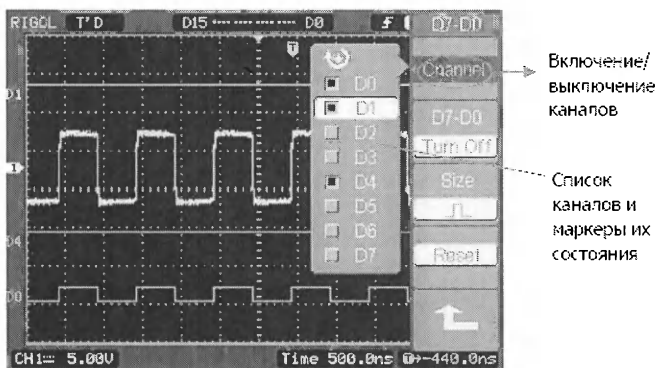 RIGOL T'D D15 ---- ---- ---- D0
D7-D0
Channel
D0
D1
D2
D3
D4
D5
D6
D7
D7-D0
Turn Off
Size
Reset
D1
1
D4
D0
CH1= 5.00V Time 500.0ns -440.0ns
Включение/
выключение
каналов
Список
каналов и
маркеры их
состояния